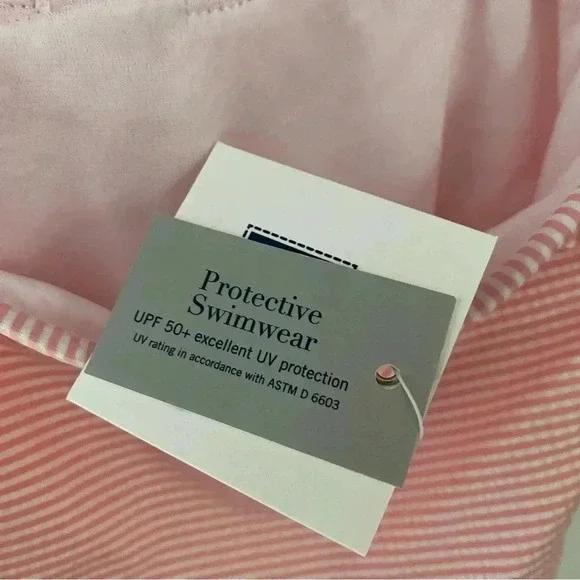 Protective
Swimwear
UPF 50+ excellent UV protection
UV rating in accordance with ASTM D 6603